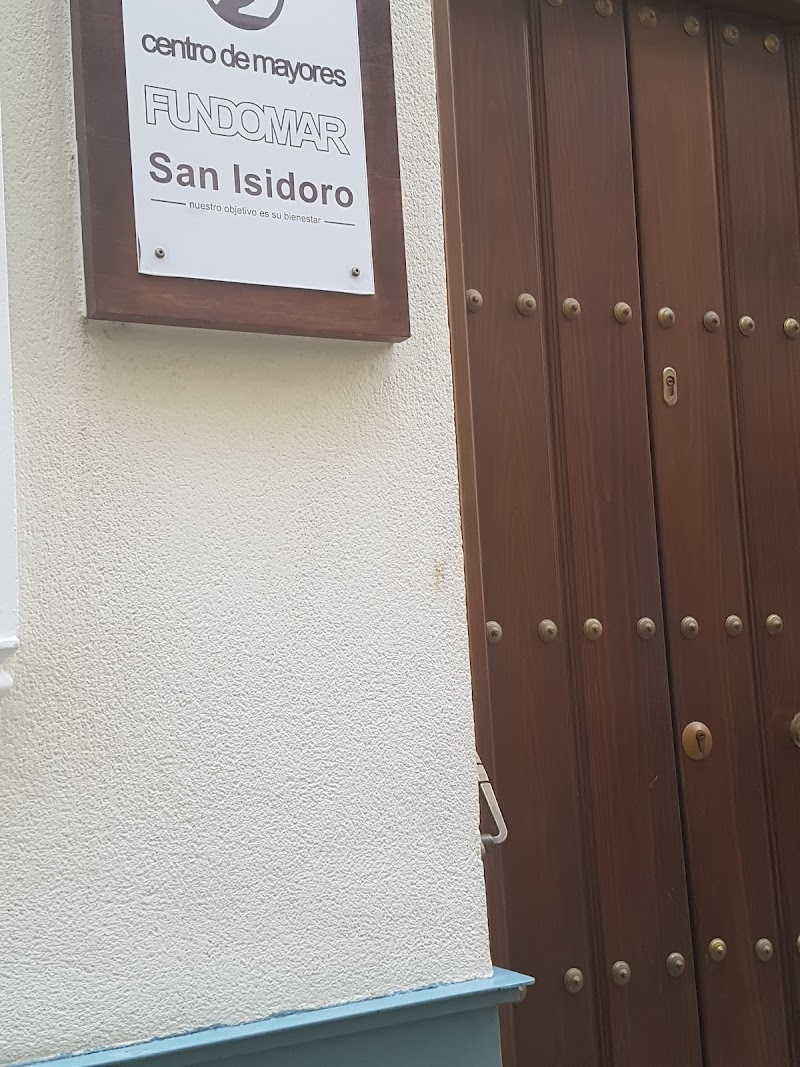 centro de mayores
FUNDOMAR
San Isidoro
nuestro objetivo es su bienestar